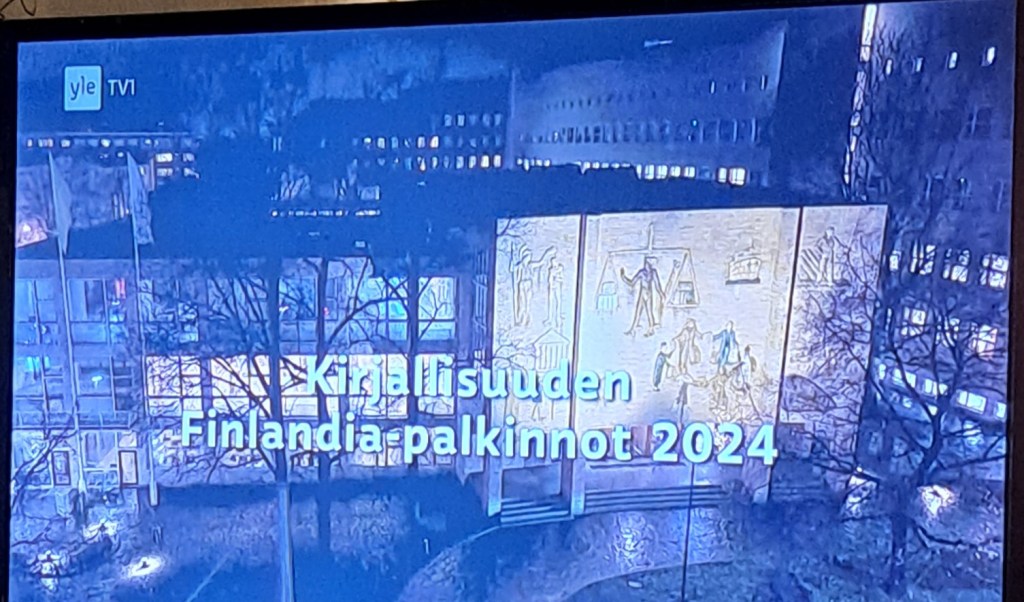 yle TV1
Kirjallisuuden
Finlandia-palkinnot 2024